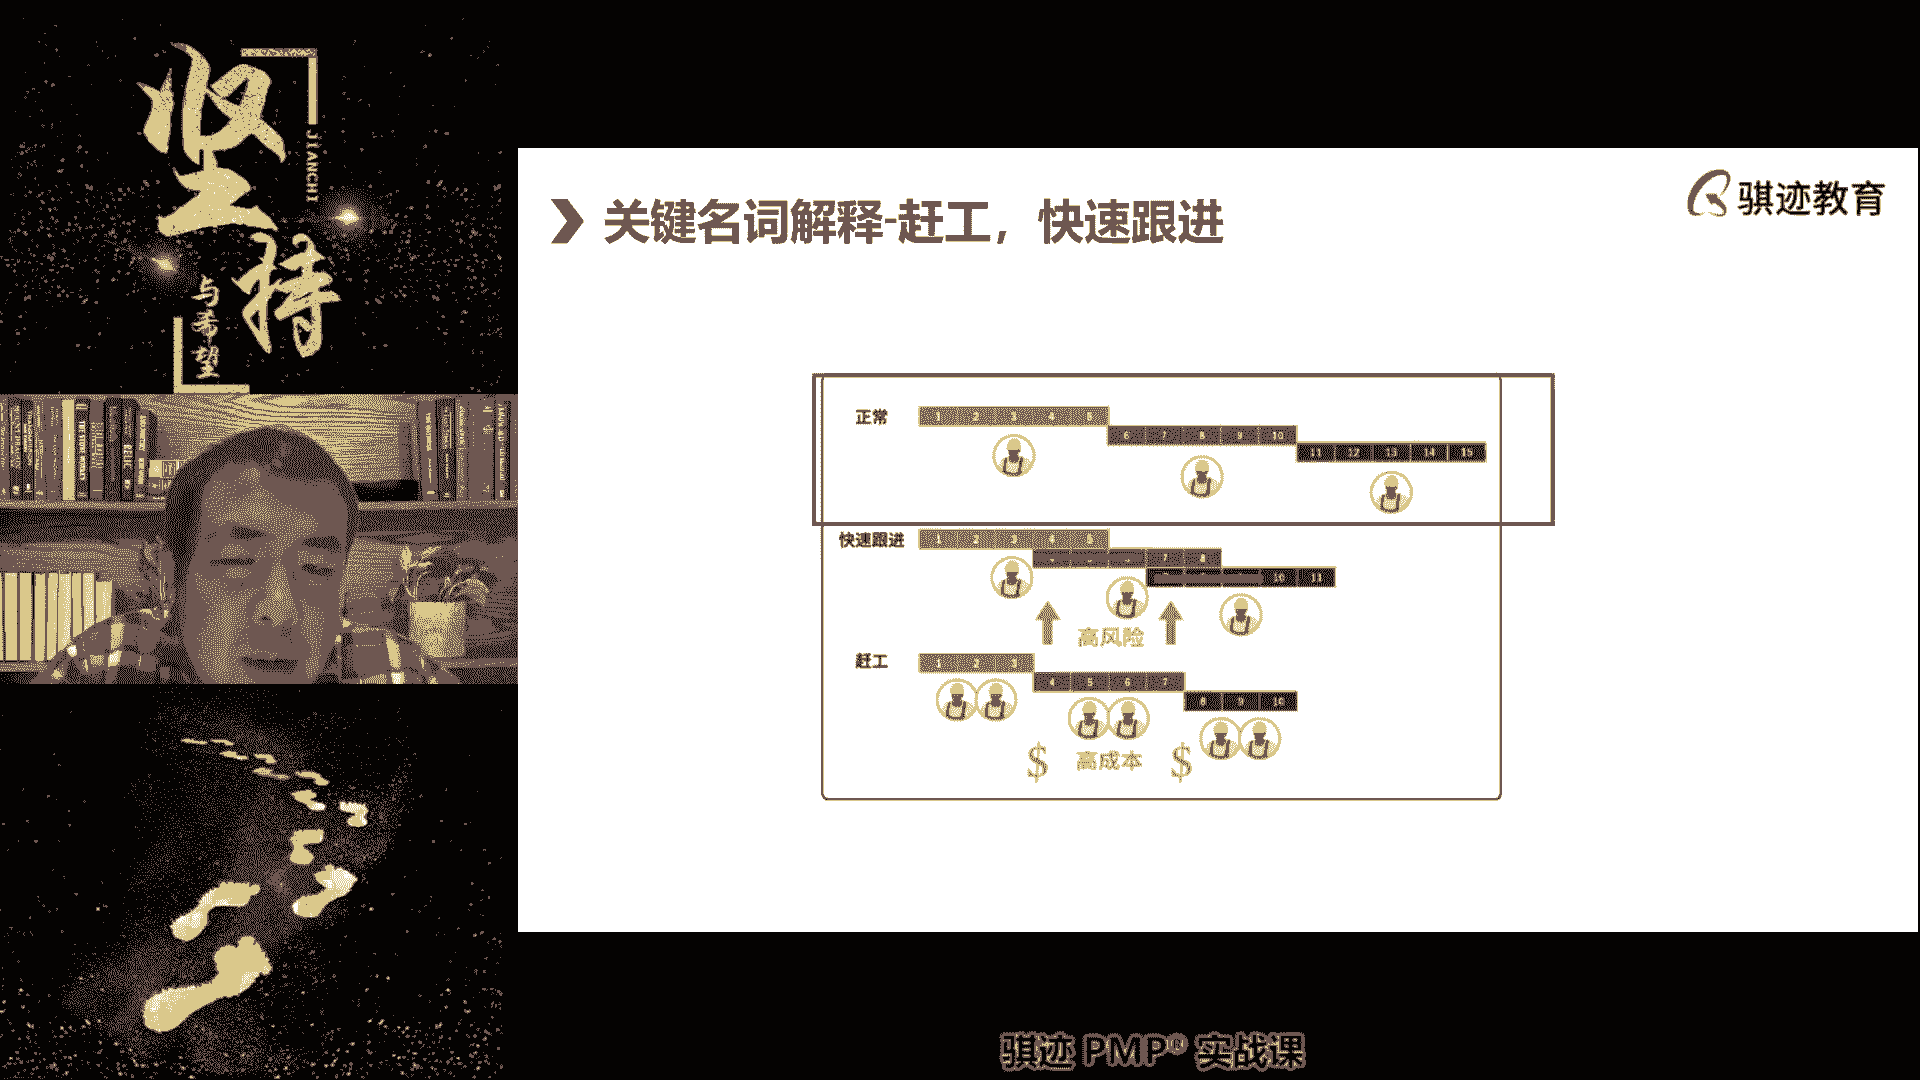 坚持
JIANCHI
与希望
关键名词解释-赶工，快速跟进
骐迹教育
正常
1 2 3 4 5
6 7 8 9 10
11 12 13 14 15
快速跟进
1 2 3 4 5
7 8
10 11
高风险
赶工
1 2 3
4 5 6 7
8 9 10
$ 高成本 $
骐迹 PMP® 实战课